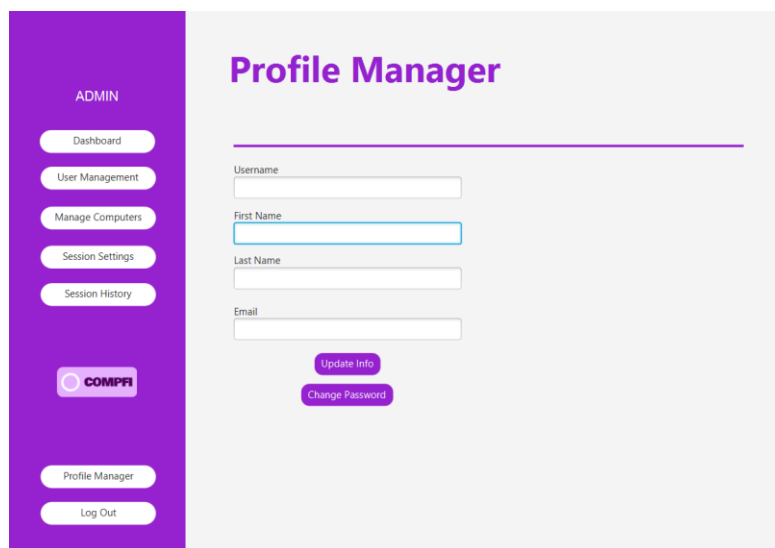 ADMIN
Dashboard
User Management
Manage Computers
Session Settings
Session History
COMPFI
Profile Manager
Log Out
Profile Manager
Username
First Name
Last Name
Email
Update Info
Change Password